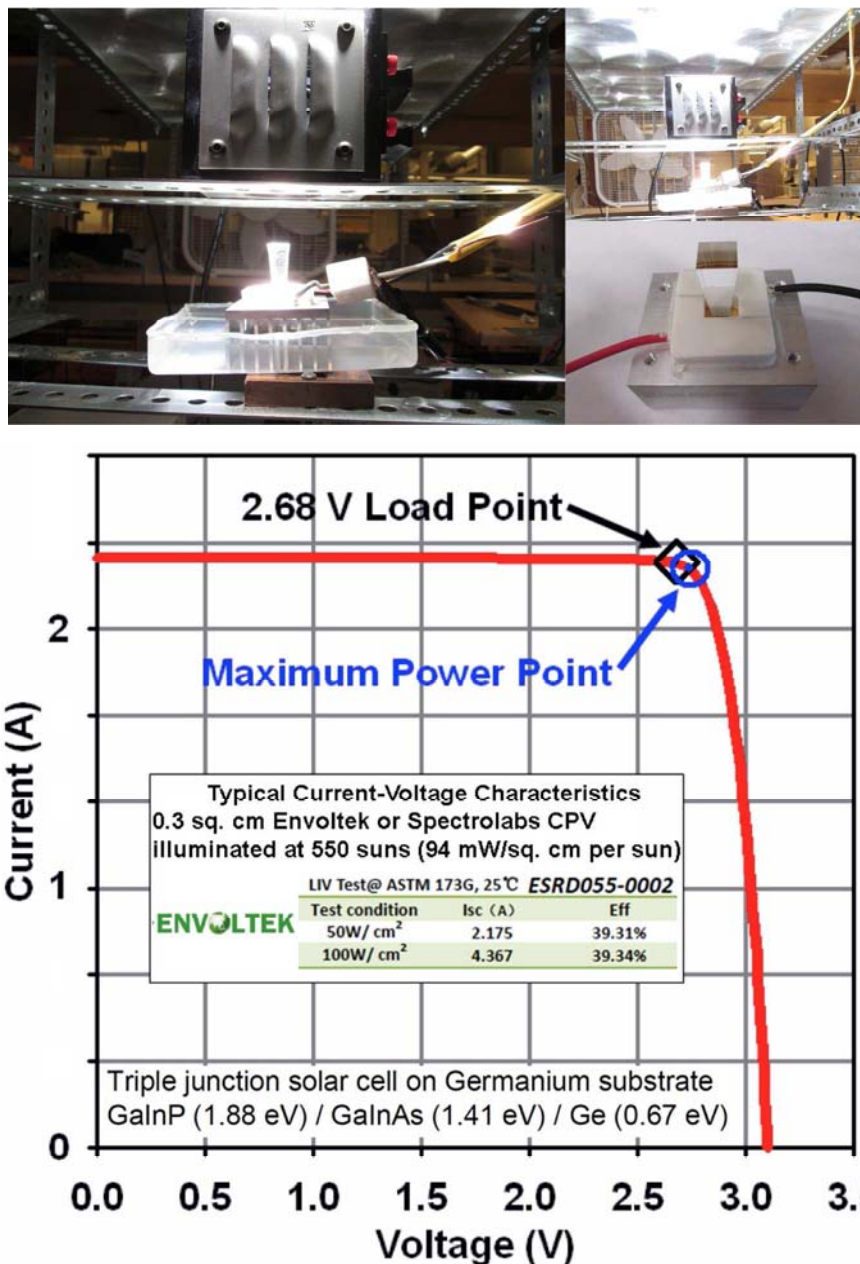 2.68 V Load Point
2
Maximum Power Point
Current (A)
Typical Current-Voltage Characteristics
0.3 sq. cm Envoltek or Spectrolabs CPV
illuminated at 550 suns (94 mW/sq. cm per sun)
LIV Test@ ASTM 173G, 25℃ ESRD055-0002
ENVOLTEK
Test condition Isc（A） Eff
50W/ cm² 2.175 39.31%
100W/ cm² 4.367 39.34%
1
Triple junction solar cell on Germanium substrate
GaInP (1.88 eV) / GaInAs (1.41 eV) / Ge (0.67 eV)
0
0.0 0.5 1.0 1.5 2.0 2.5 3.0 3.
Voltage (V)